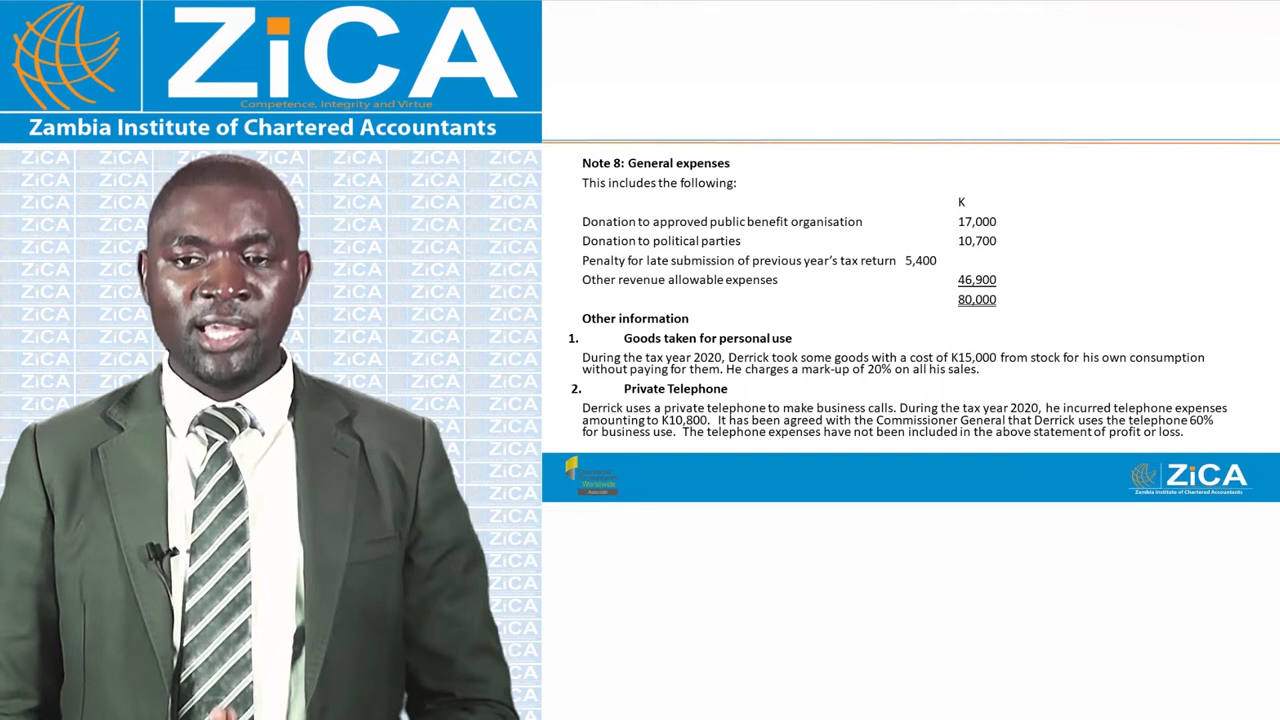 ZiCA
Competence, Integrity and Virtue
Zambia Institute of Chartered Accountants
Note 8: General expenses
This includes the following:
K
Donation to approved public benefit organisation 17,000
Donation to political parties 10,700
Penalty for late submission of previous year's tax return 5,400
Other revenue allowable expenses 46,900
80,000
Other information
1. Goods taken for personal use
During the tax year 2020, Derrick took some goods with a cost of K15,000 from stock for his own consumption
without paying for them. He charges a mark-up of 20% on all his sales.
2. Private Telephone
Derrick uses a private telephone to make business calls. During the tax year 2020, he incurred telephone expenses
amounting to K10,800. It has been agreed with the Commissioner General that Derrick uses the telephone 60%
for business use. The telephone expenses have not been included in the above statement of profit or loss.
Worldwide
ZiCA
Zambia Institute of Chartered Accountants